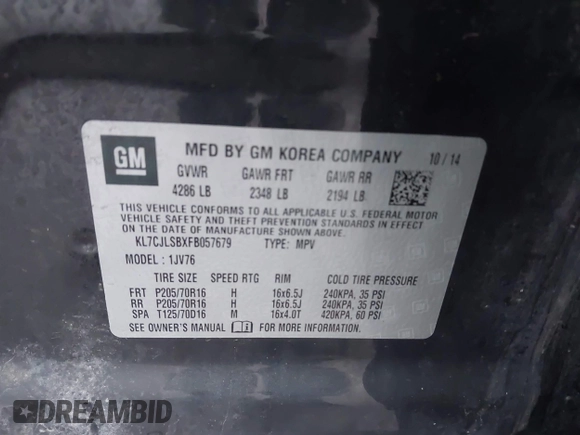 GM
MFD BY GM KOREA COMPANY 10/14
GVWR GAWR FRT GAWR RR
4286 LB 2348 LB 2194 LB
THIS VEHICLE CONFORMS TO ALL APPLICABLE U.S. FEDERAL MOTOR
VEHICLE SAFETY AND THEFT PREVENTION STANDARDS IN EFFECT
ON THE DATE OF MANUFACTURE SHOWN ABOVE.
KL7CJLSBXFB057679 TYPE: MPV
MODEL: 1JV76
TIRE SIZE SPEED RTG RIM COLD TIRE PRESSURE
FRT P205/70R16 H 16x6.5J 240KPA, 35 PSI
RR P205/70R16 H 16x6.5J 240KPA, 35 PSI
SPA T125/70D16 M 16x4.0T 420KPA, 60 PSI
SEE OWNER'S MANUAL FOR MORE INFORMATION.
DREAMBID